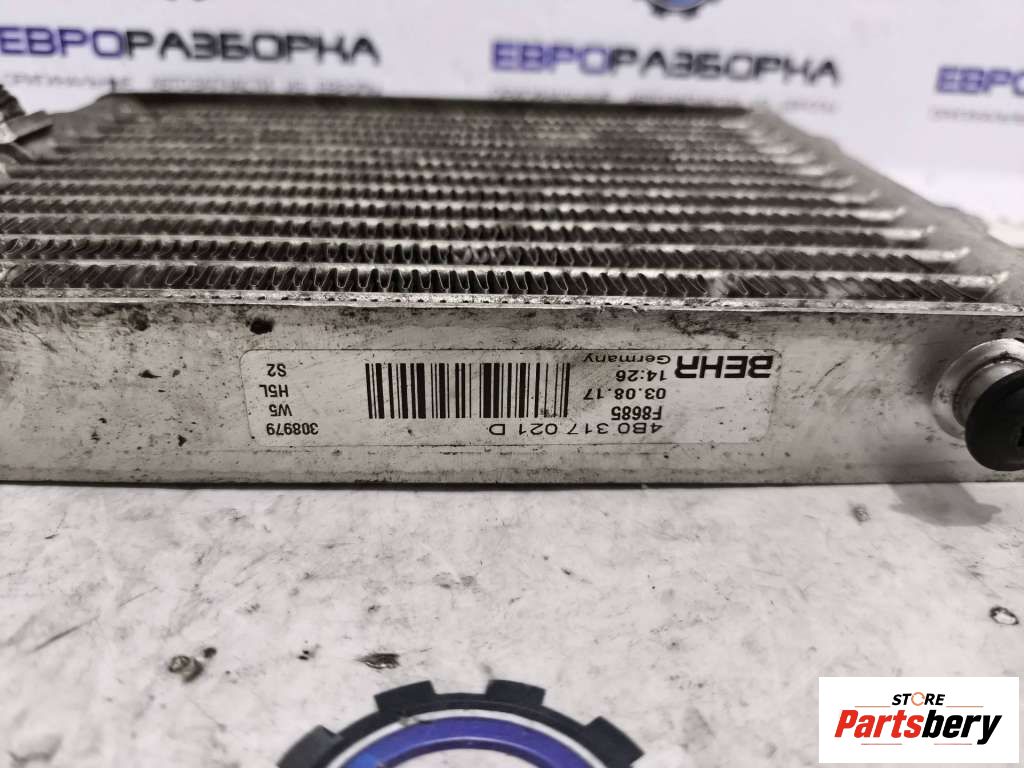 ЕВРОРАЗБОРКА
ЕВРОРАЗБОРКА
ЕВРО
4B0 317 021 D
F8685
03.08.17
14:26
BEHR
Germany
308979
W5
H5L
S2
STORE
Partsbery